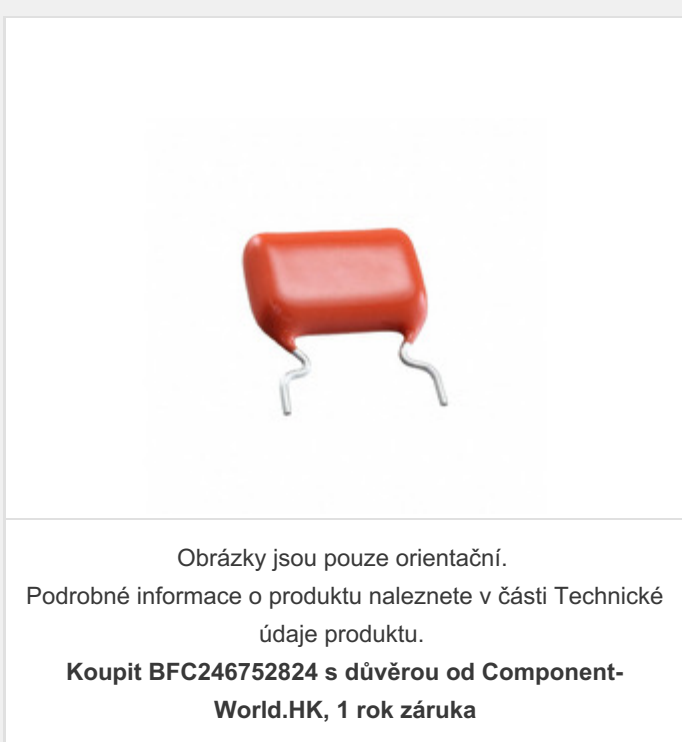 Obrázky jsou pouze orientační.
Podrobné informace o produktu naleznete v části Technické
údaje produktu.
Koupit BFC246752824 s důvěrou od Component-
World.HK, 1 rok záruka